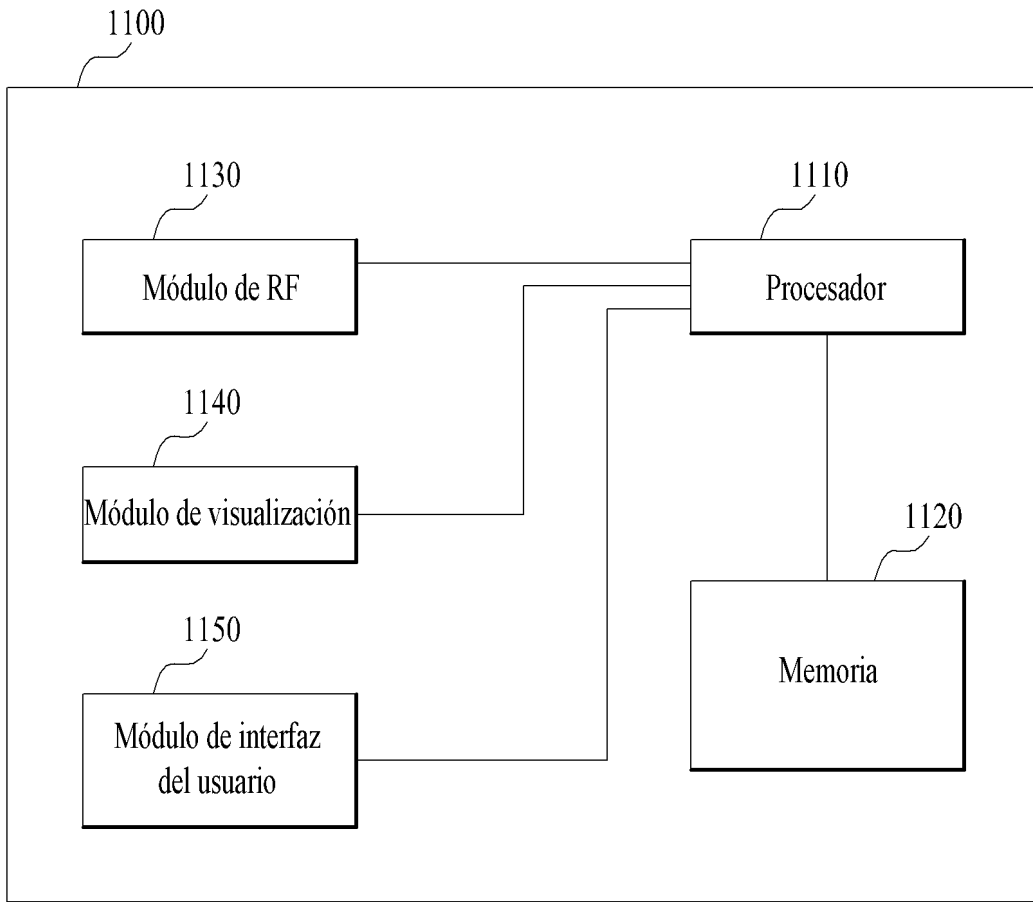 1100
1130
1110
Módulo de RF
Procesador
1140
Módulo de visualización
1120
1150
Memoria
Módulo de interfaz
del usuario